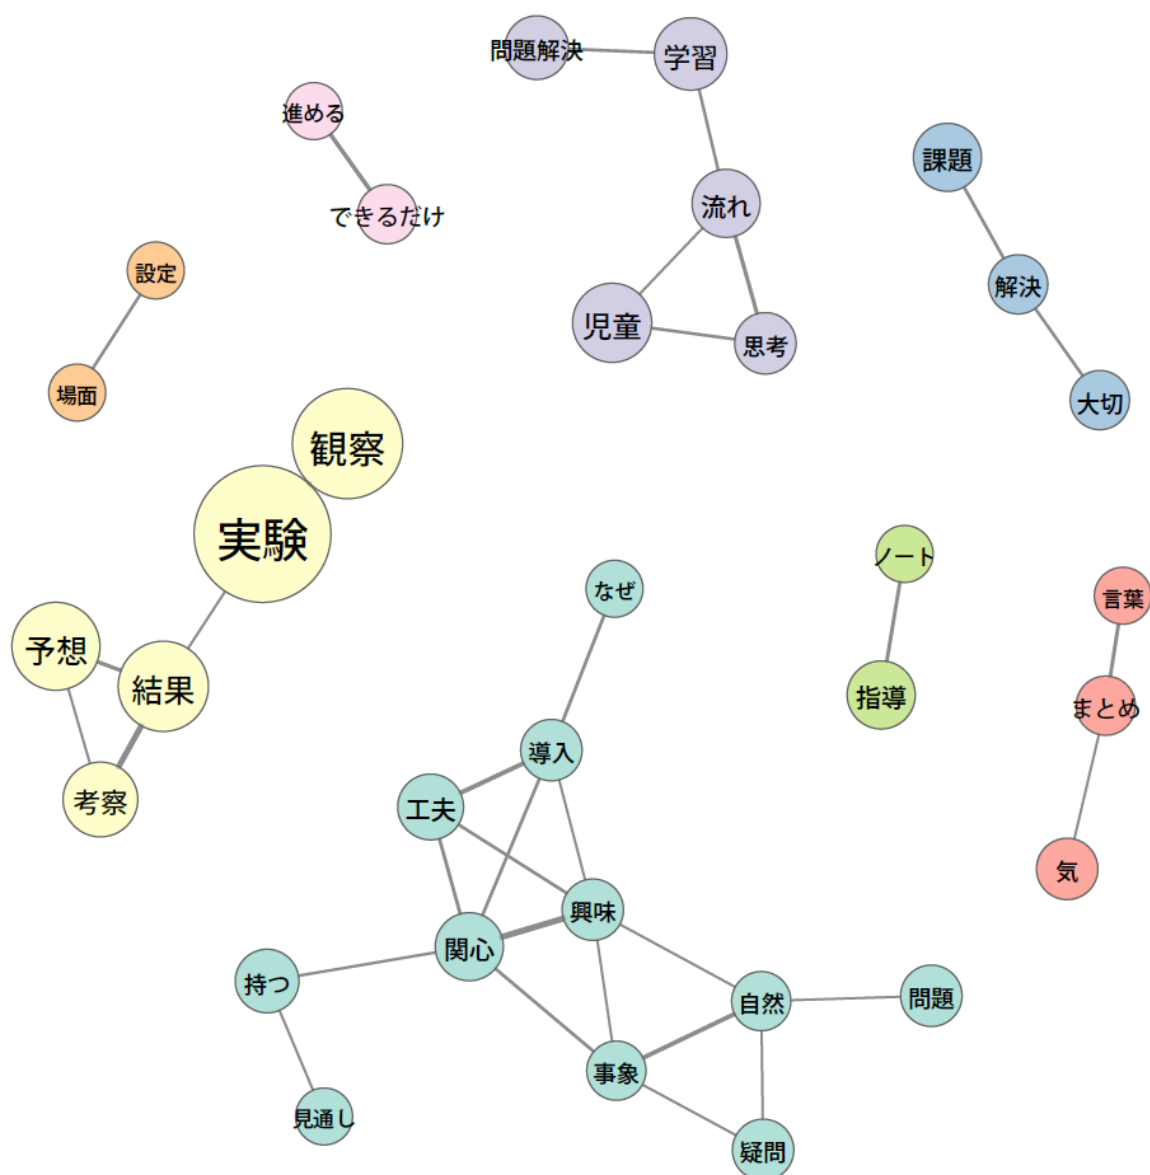 問題解決
学習
進める
課題
流れ
できるだけ
設定
解決
児童
思考
場面
大切
観察
実験
ノート
なぜ
言葉
予想
結果
指導
まとめ
導入
考察
工夫
気
興味
関心
持つ
自然
問題
事象
見通し
疑問